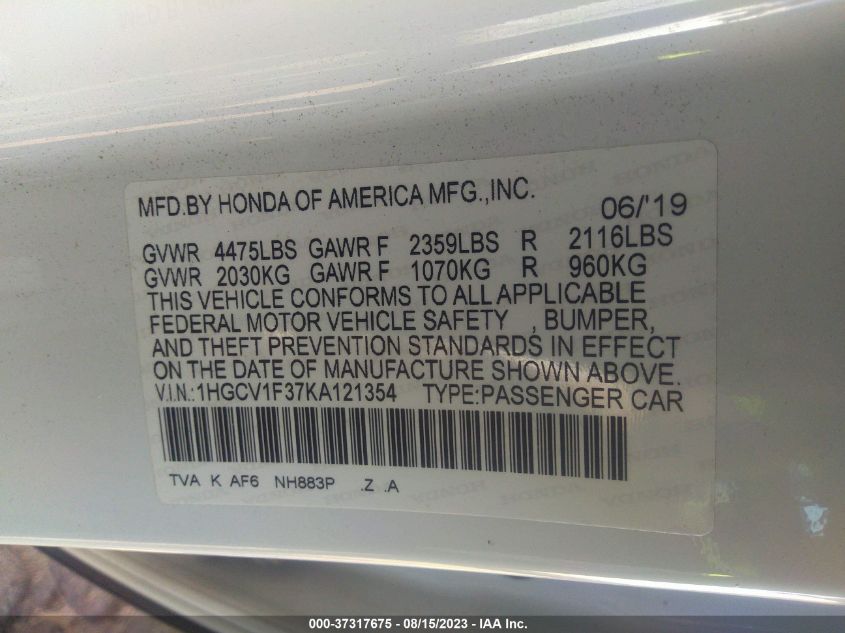 MFD.BY HONDA OF AMERICA MFG.,INC. 06/'19
GVWR 4475LBS GAWR F 2359LBS R 2116LBS
GVWR 2030KG GAWR F 1070KG R 960KG
THIS VEHICLE CONFORMS TO ALL APPLICABLE
FEDERAL MOTOR VEHICLE SAFETY , BUMPER,
AND THEFT PREVENTION STANDARDS IN EFFECT
ON THE DATE OF MANUFACTURE SHOWN ABOVE.
V.I.N.:1HGCV1F37KA121354 TYPE:PASSENGER CAR
TVA K AF6 NH883P .Z .A
000-37317675 - 08/15/2023 - IAA Inc.